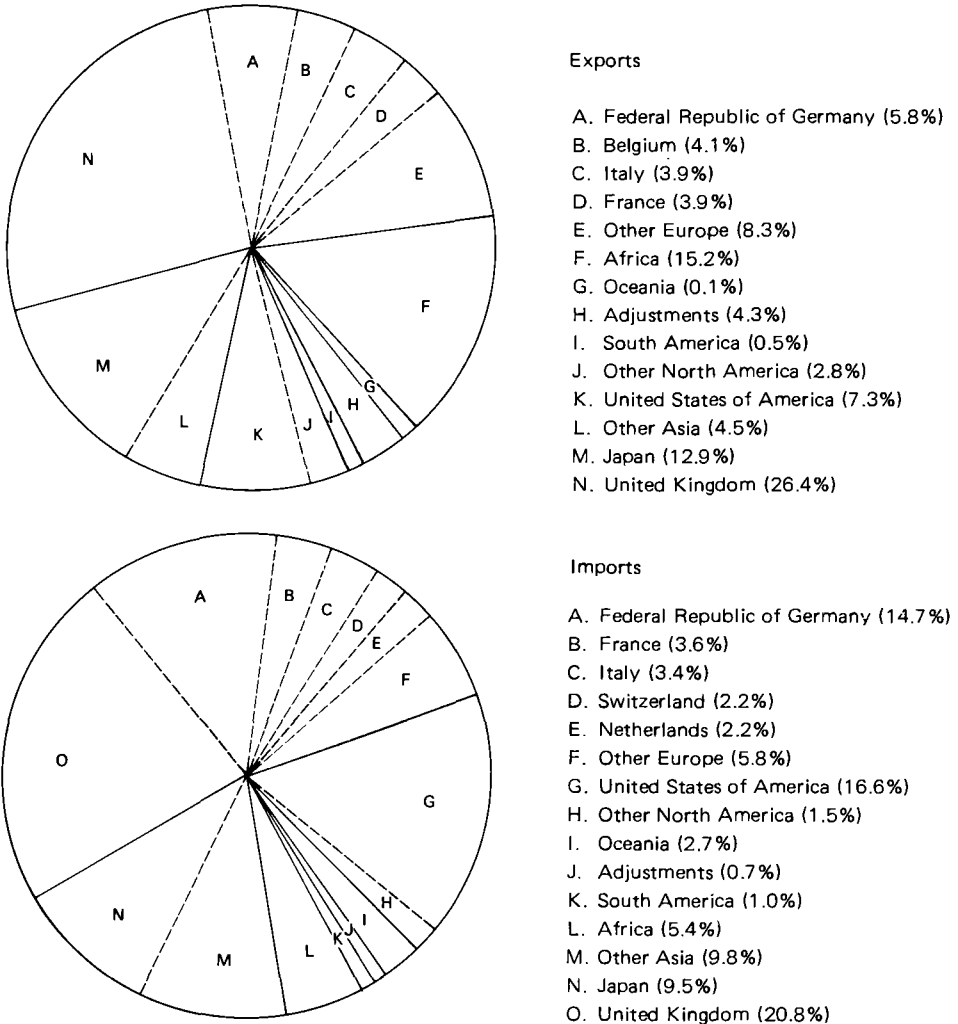 A
B
C
D
E
F
G
H
I
J
K
L
M
N
Exports
A. Federal Republic of Germany (5.8%)
B. Belgium (4.1%)
C. Italy (3.9%)
D. France (3.9%)
E. Other Europe (8.3%)
F. Africa (15.2%)
G. Oceania (0.1%)
H. Adjustments (4.3%)
I. South America (0.5%)
J. Other North America (2.8%)
K. United States of America (7.3%)
L. Other Asia (4.5%)
M. Japan (12.9%)
N. United Kingdom (26.4%)
A
B
C
D
E
F
G
H
I
J
K
L
M
N
O
Imports
A. Federal Republic of Germany (14.7%)
B. France (3.6%)
C. Italy (3.4%)
D. Switzerland (2.2%)
E. Netherlands (2.2%)
F. Other Europe (5.8%)
G. United States of America (16.6%)
H. Other North America (1.5%)
I. Oceania (2.7%)
J. Adjustments (0.7%)
K. South America (1.0%)
L. Africa (5.4%)
M. Other Asia (9.8%)
N. Japan (9.5%)
O. United Kingdom (20.8%)